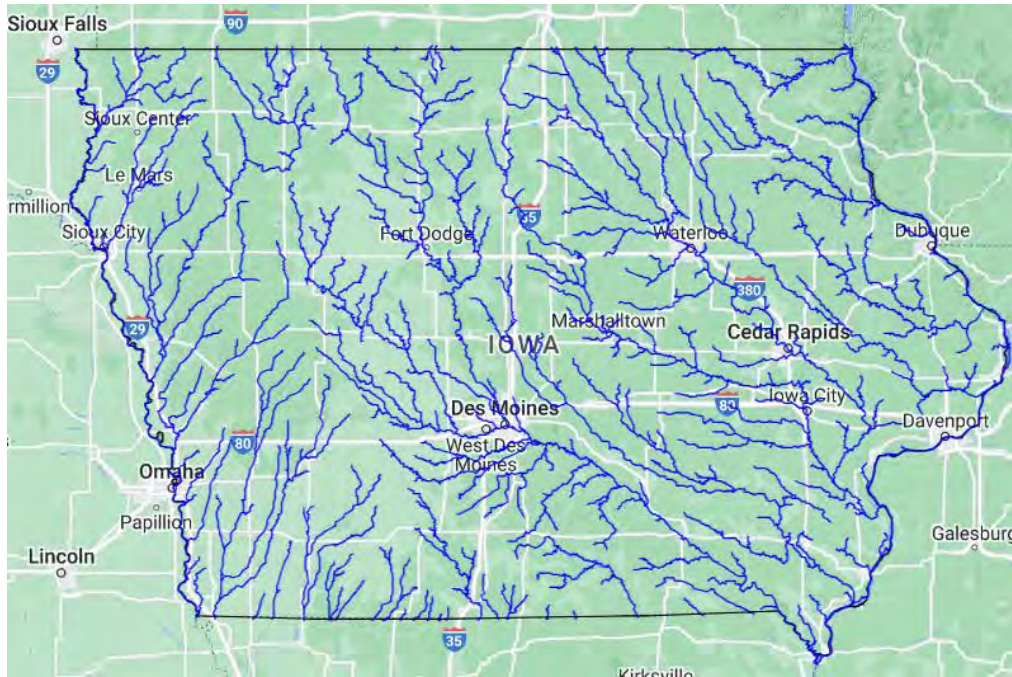 Sioux Falls
90
29
Sioux Center
Le Mars
rmillion
Sioux City
Fort Dodge
35
Waterloo
Dubuque
380
29
Marshalltown
Cedar Rapids
IOWA
Des Moines
80
Iowa City
West Des
Moines
80
Davenport
Omaha
Papillion
Lincoln
Galesburg
35
Kirksville